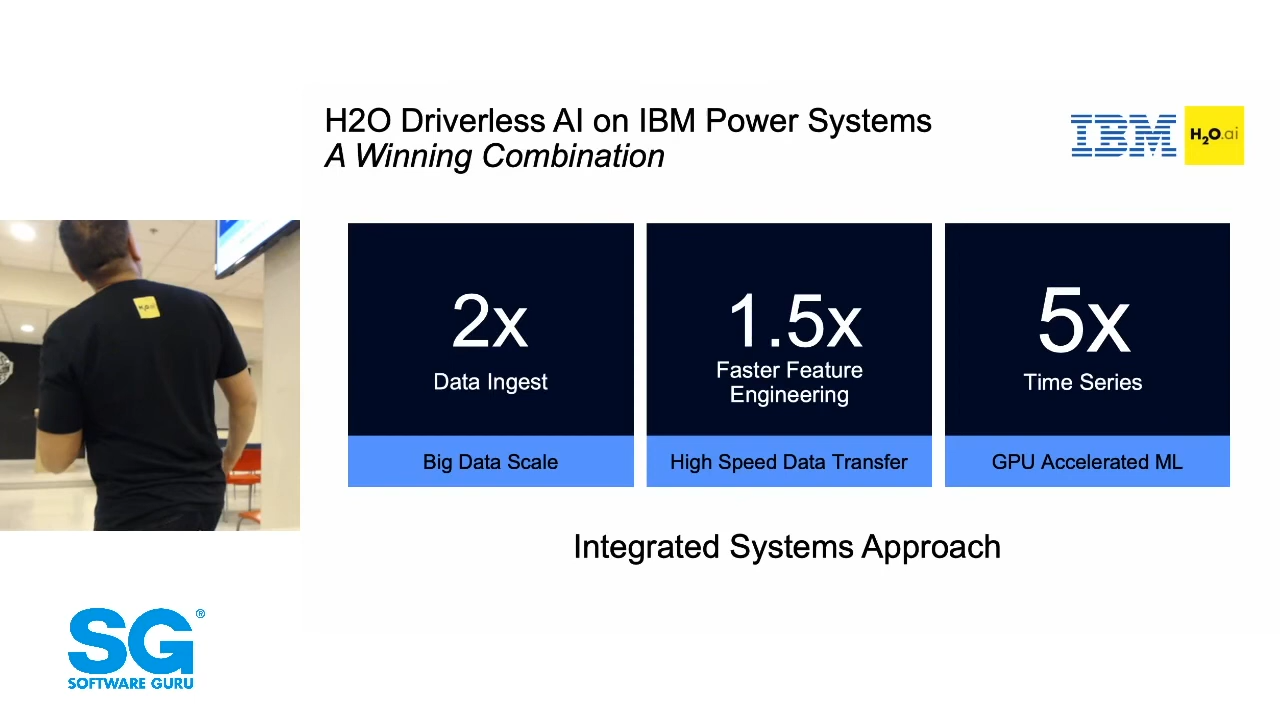 H2O Driverless AI on IBM Power Systems
A Winning Combination
IBM
H2O.ai
2x
Data Ingest
Big Data Scale
1.5x
Faster Feature
Engineering
High Speed Data Transfer
5x
Time Series
GPU Accelerated ML
Integrated Systems Approach
H2O.ai
SG®
SOFTWARE GURU